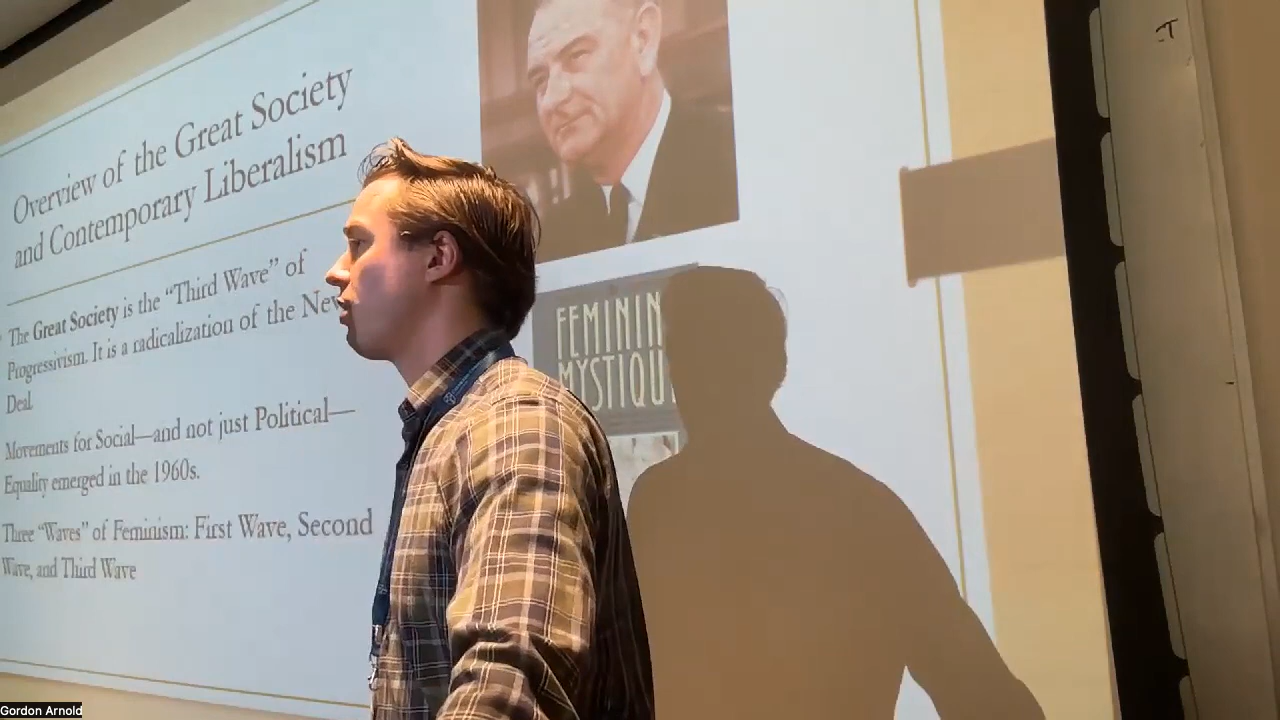 Overview of the Great Society
and Contemporary Liberalism
The Great Society is the "Third Wave" of
Progressivism. It is a radicalization of the New
Deal.
Movements for Social—and not just Political—
Equality emerged in the 1960s.
Three "Waves" of Feminism: First Wave, Second
Wave, and Third Wave
FEMININ
MYSTIQU
Gordon Arnold